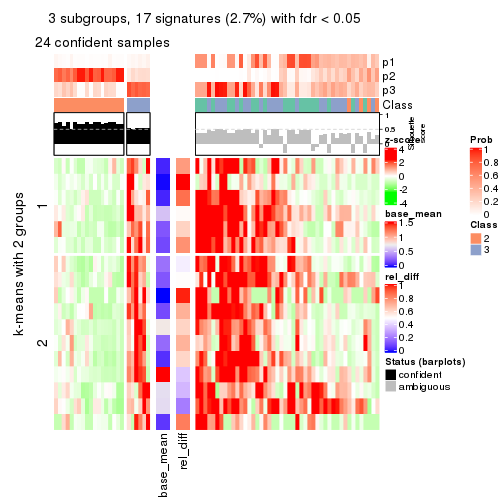 3 subgroups, 17 signatures (2.7%) with fdr < 0.05
24 confident samples
p1
p2
p3
Class
1
0.5
0
Silhouette
score
z-score
4
2
0
-2
-4
Prob
1
0.8
0.6
0.4
0.2
0
base_mean
1.5
1
0.5
0
Class
2
3
rel_diff
1
0.8
0.6
0.4
0.2
0
Status (barplots)
confident
ambiguous
k-means with 2 groups
1
2
base_mean
rel_diff